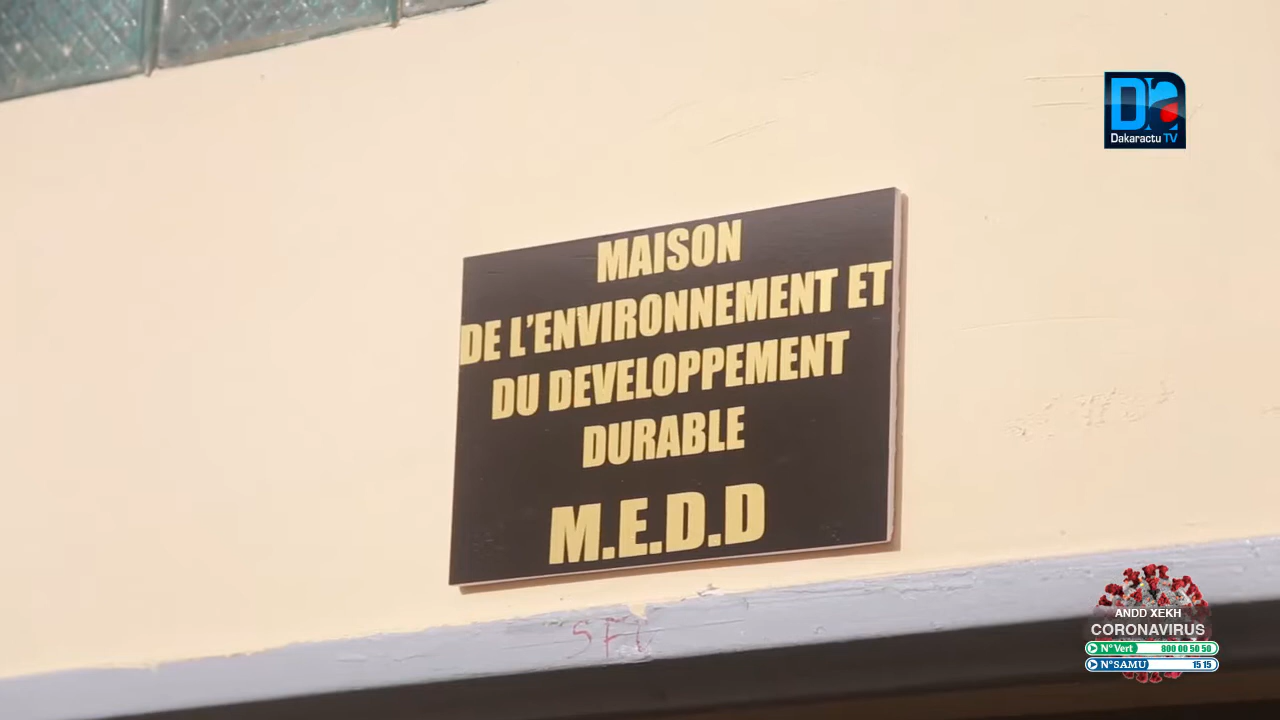 Dakaractu TV
MAISON
DE L'ENVIRONNEMENT ET
DU DEVELOPPEMENT
DURABLE
M.E.D.D
ANDD XEKH
CORONAVIRUS
N° Vert 800 00 50 50
N° SAMU 15 15